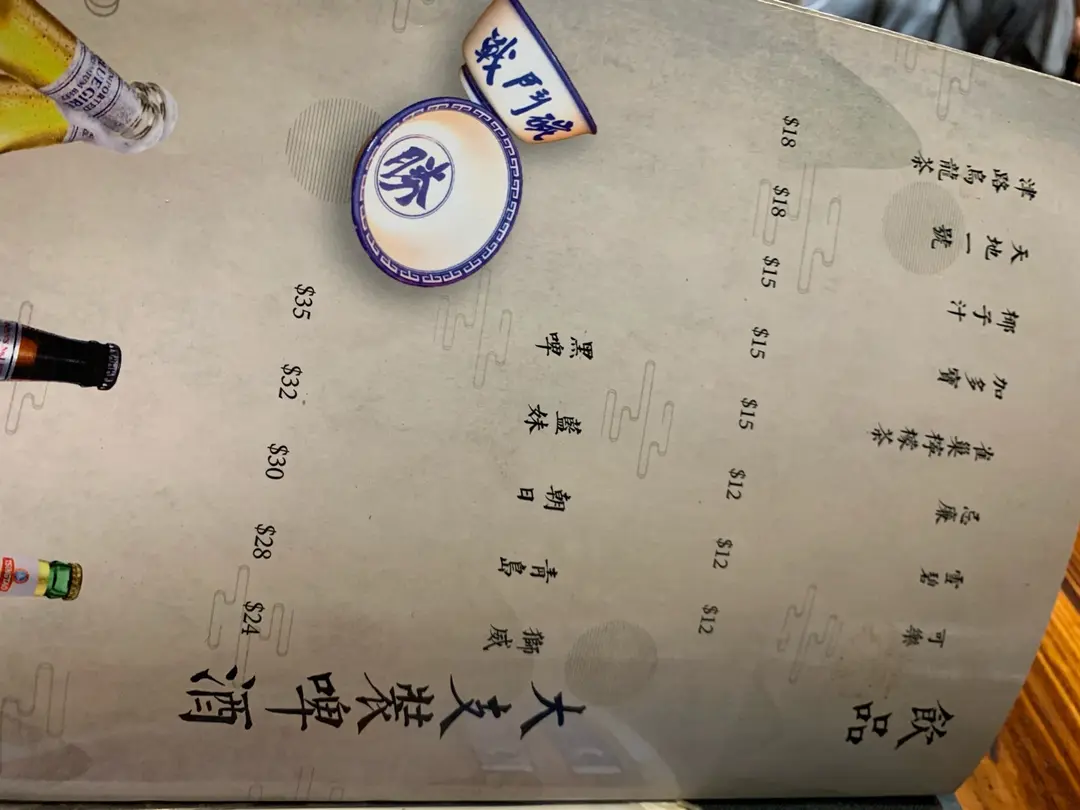 飲品
可樂 $12
雪碧 $12
忌廉 $12
雀巢檸檬茶 $15
加多寶 $15
椰子汁 $15
天地一號 $18
津路烏龍茶 $18
大支裝啤酒
獅威 $24
青島 $28
朝日 $30
藍妹 $32
黑啤 $35
勝
戰鬥碗